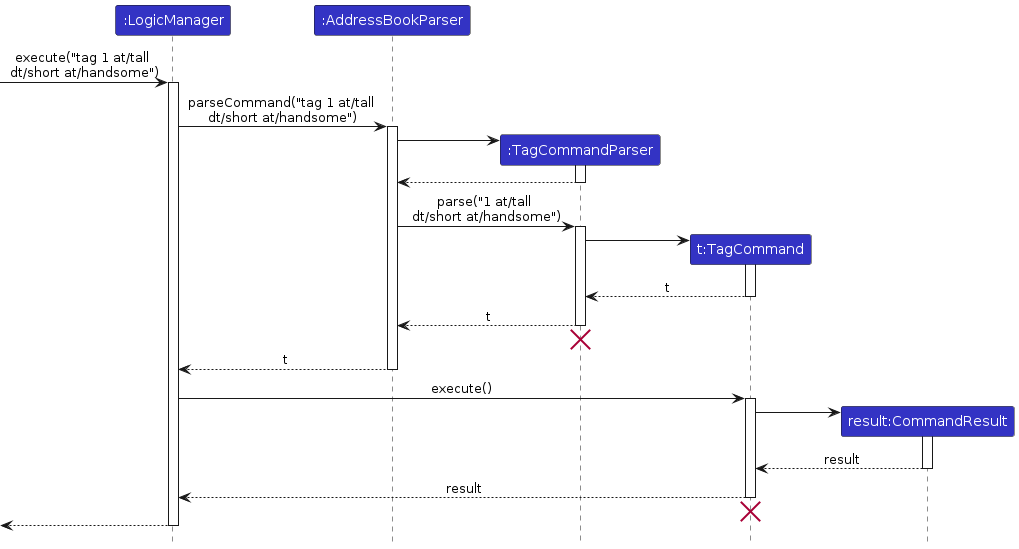 :LogicManager
:AddressBookParser
execute("tag 1 at/tall
dt/short at/handsome")
parseCommand("tag 1 at/tall
dt/short at/handsome")
:TagCommandParser
parse("1 at/tall
dt/short at/handsome")
t:TagCommand
t
t
t
execute()
result:CommandResult
result
result